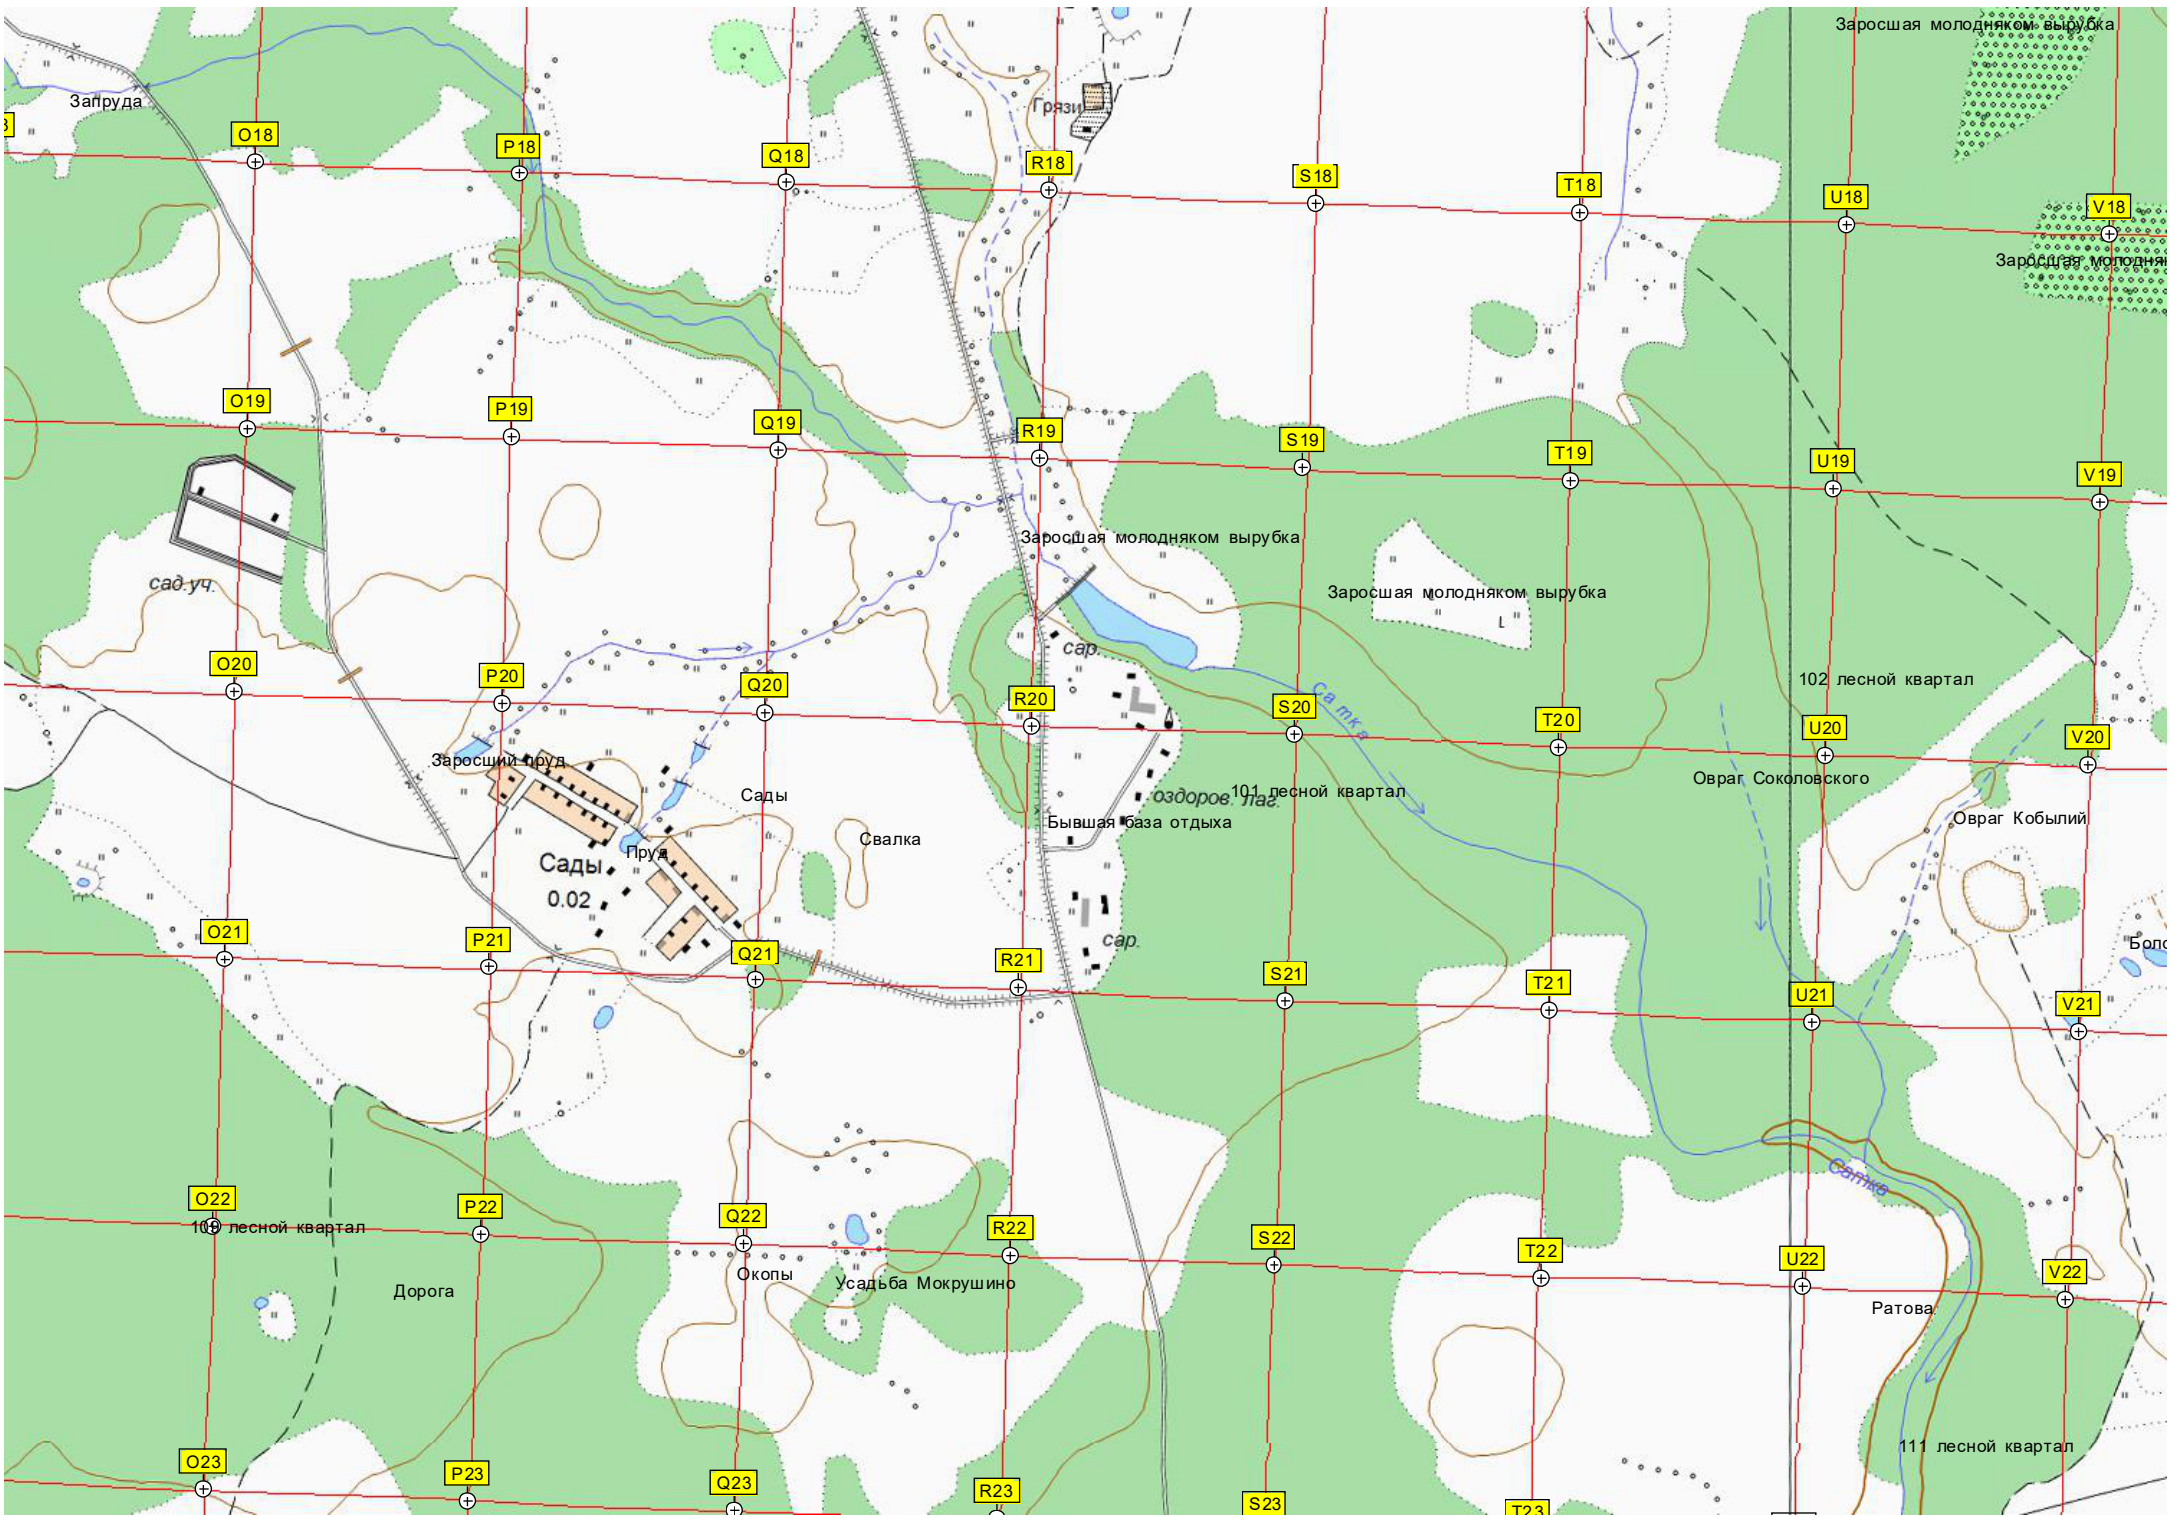 Заросшая молодняком вырубка
Запруда
Грязи
O18
P18
Q18
R18
S18
T18
U18
V18
O19
P19
Q19
R19
S19
T19
U19
V19
Заросшая молодняком вырубка
сад.уч.
Заросшая молодняком вырубка
сар.
O20
P20
Q20
R20
S20
Сатка
102 лесной квартал
T20
U20
V20
Заросший пруд
Сады
101 лесной квартал
оздоров. лаг.
Овраг Соколовского
Бывшая база отдыха
Овраг Кобылий
Свалка
Пруд
Сады
0.02
O21
P21
Q21
сар.
R21
S21
T21
U21
V21
Сатка
O22
P22
Q22
R22
S22
T22
U22
V22
лесной квартал
Окопы
Усадьба Мокрушино
Дорога
Ратова
111 лесной квартал
O23
P23
Q23
R23
S23
T23